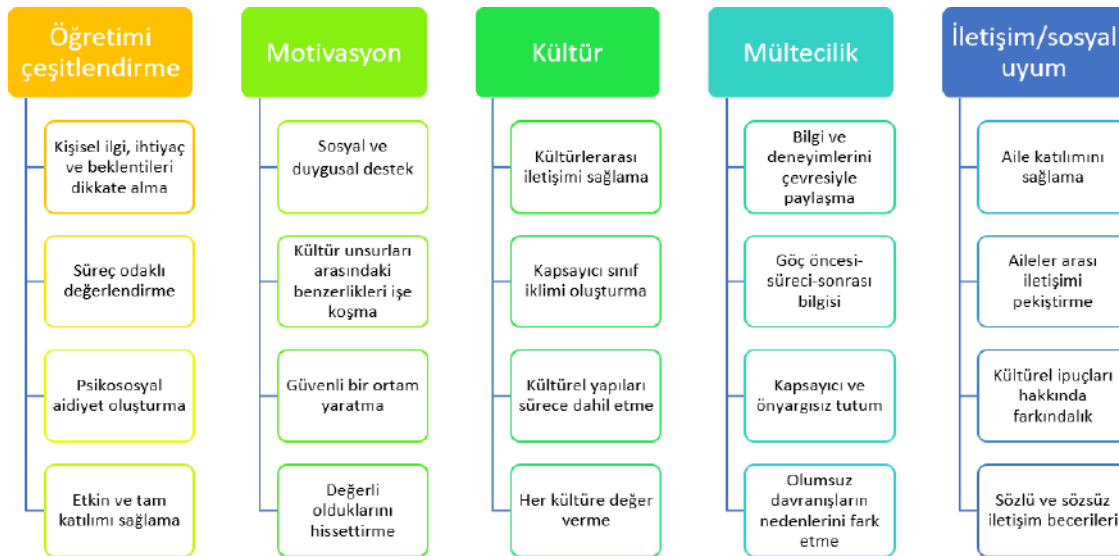 Öğretimi
çeşitlendirme
Kişisel ilgi, ihtiyaç
ve beklentileri
dikkate alma
Süreç odaklı
değerlendirme
Psikososyal
aidiyet oluşturma
Etkin ve tam
katılımı sağlama
Motivasyon
Sosyal ve
duygusal destek
Kültür unsurları
arasındaki
benzerlikleri işe
koşma
Güvenli bir ortam
yaratma
Değerli
olduklarını
hissettirme
Kültür
Kültürlerarası
iletişimi sağlama
Kapsayıcı sınıf
iklimi oluşturma
Kültürel yapıları
sürece dahil etme
Her kültüre değer
verme
Mültecilik
Bilgi ve
deneyimlerini
çevresiyle
paylaşma
Göç öncesi-
süreci-sonrası
bilgisi
Kapsayıcı ve
önyargısız tutum
Olumsuz
davranışların
nedenlerini fark
etme
İletişim/sosyal
uyum
Aile katılımını
sağlama
Aileler arası
iletişimi
pekiştirme
Kültürel ipuçları
hakkında
farkındalık
Sözlü ve sözsüz
iletişim becerileri